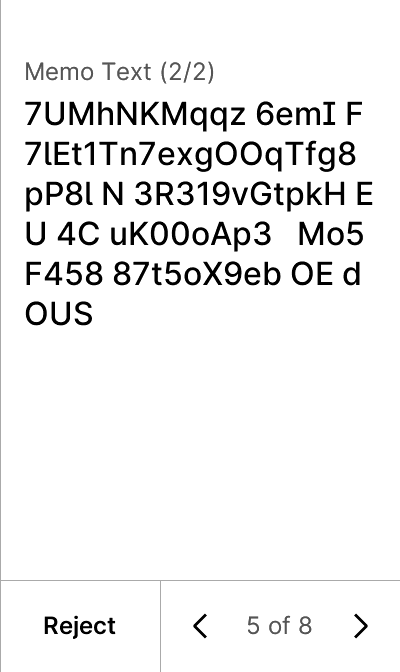 Memo Text (2/2)
7UMhNKMqqz 6emI F
7lEt1Tn7exgOOqTfg8
pP8l N 3R319vGtpkH E
U 4C uK00oAp3   Mo5
F458 87t5oX9eb OE d
OUS
Reject
5 of 8